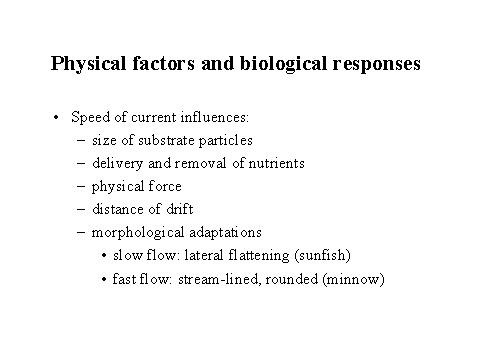 Physical factors and biological responses
• Speed of current influences:
– size of substrate particles
– delivery and removal of nutrients
– physical force
– distance of drift
– morphological adaptations
• slow flow: lateral flattening (sunfish)
• fast flow: stream-lined, rounded (minnow)